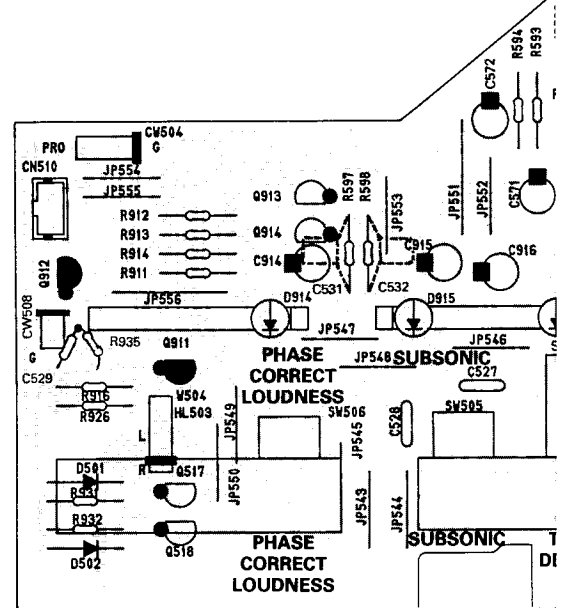 R594
R593
C572
PRO
CW504
G
CN510
JP554
JP555
Q913
R597
R598
JP553
JP551
JP552
C571
R912
R913
R914
R911
Q914
C914
C915
C916
Q912
JP556
D914
C531
C532
D915
CW508
G
R935
Q911
JP547
JP546
PHASE
CORRECT
LOUDNESS
JP548
SUBSONIC
C529
R916
R926
W504
HL503
JP549
SW506
C527
C528
SW505
L
R
JP545
D501
R931
Q517
JP550
JP543
JP544
R932
Q518
D502
PHASE
CORRECT
LOUDNESS
SUBSONIC
T
DE